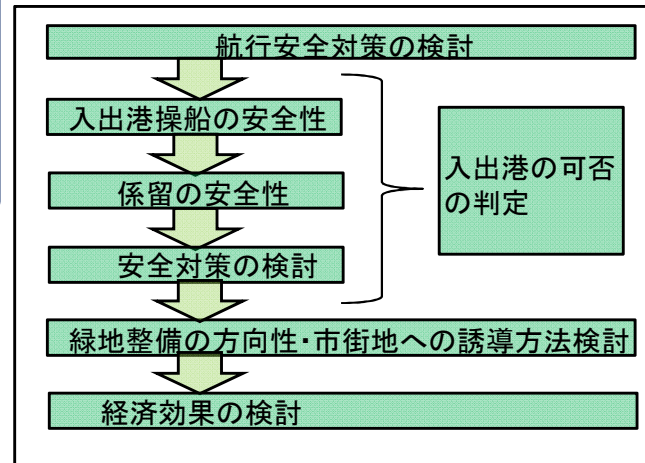 航行安全対策の検討
入出港操船の安全性
係留の安全性
安全対策の検討
入出港の可否
の判定
緑地整備の方向性・市街地への誘導方法検討
経済効果の検討